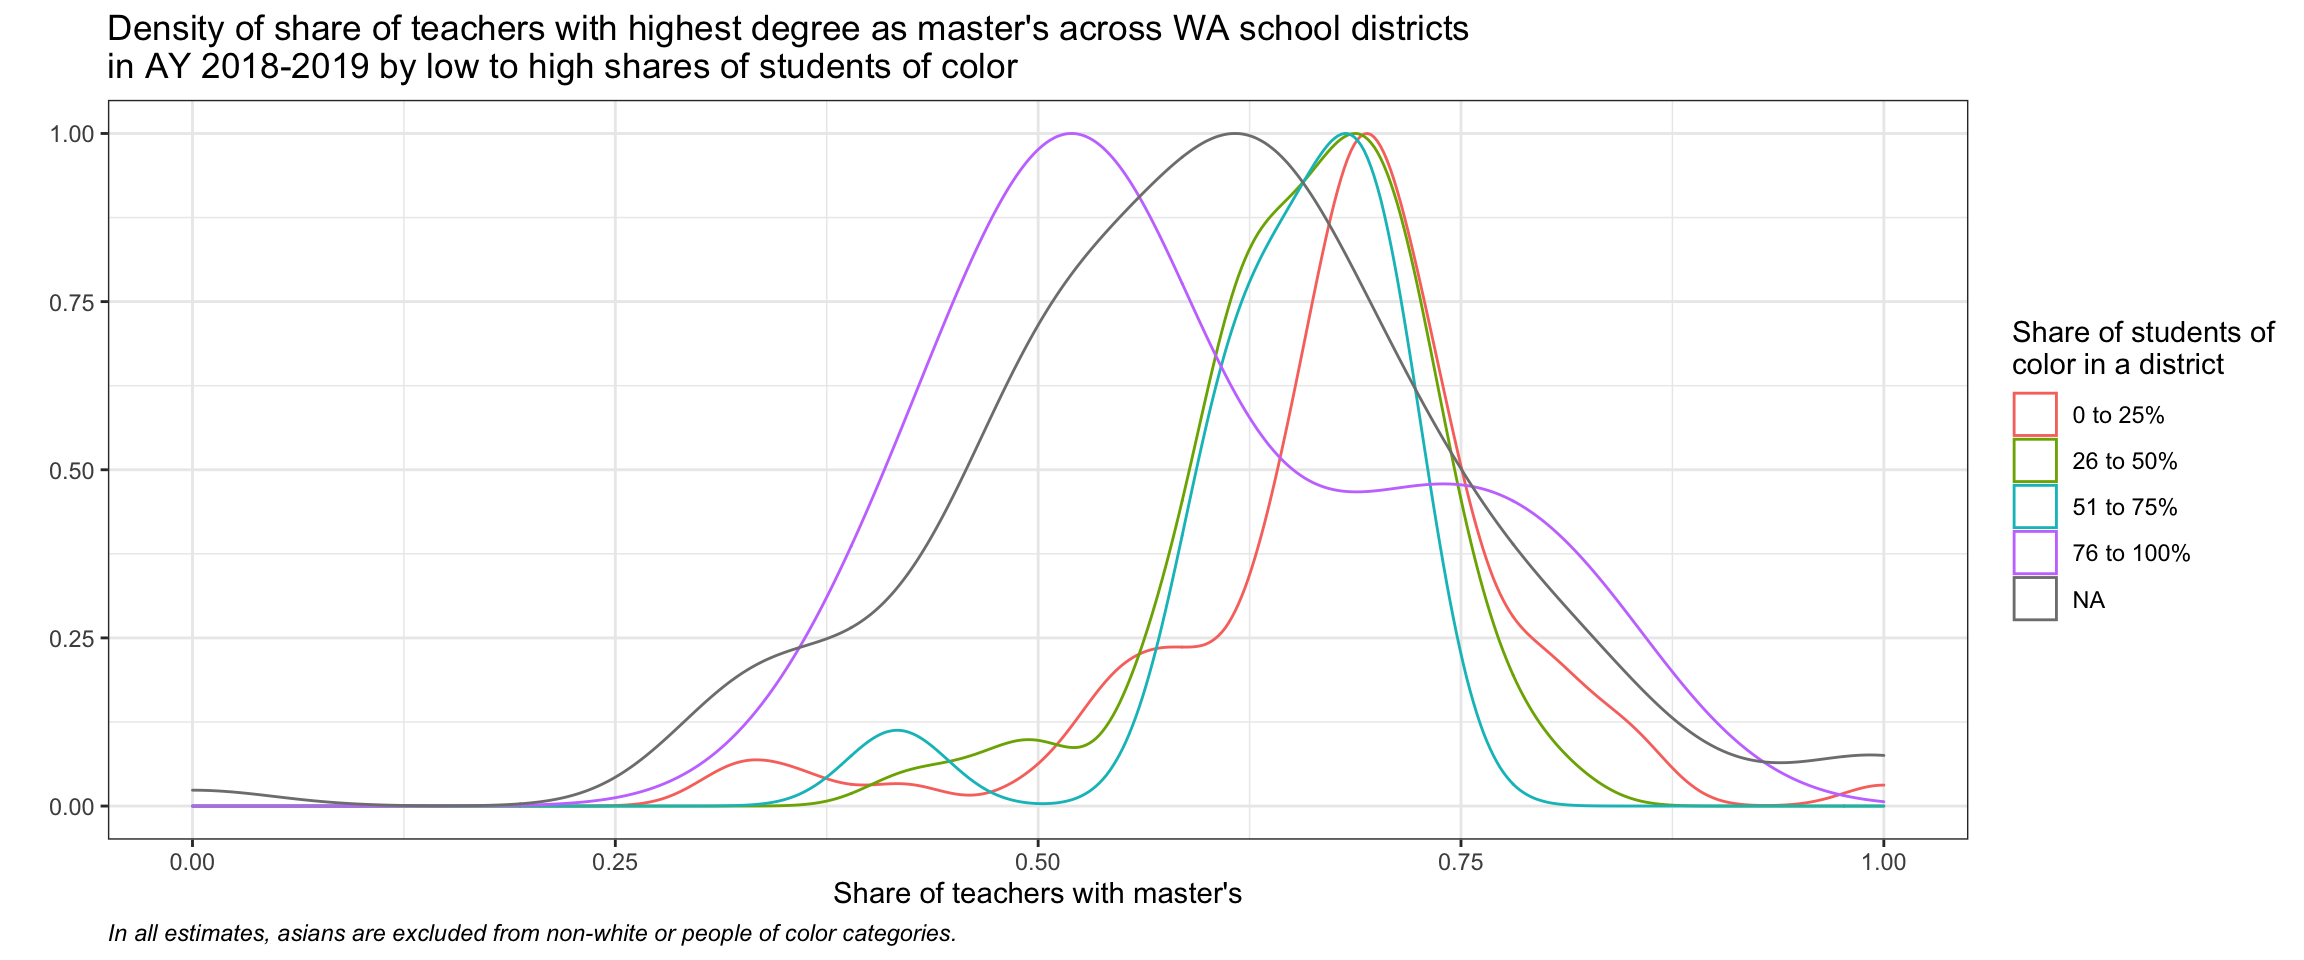 Density of share of teachers with highest degree as master's across WA school districts
in AY 2018-2019 by low to high shares of students of color
1.00
0.75
0.50
0.25
0.00
0.00 0.25 0.50 0.75 1.00
Share of teachers with master's
In all estimates, asians are excluded from non-white or people of color categories.
Share of students of
color in a district
0 to 25%
26 to 50%
51 to 75%
76 to 100%
NA